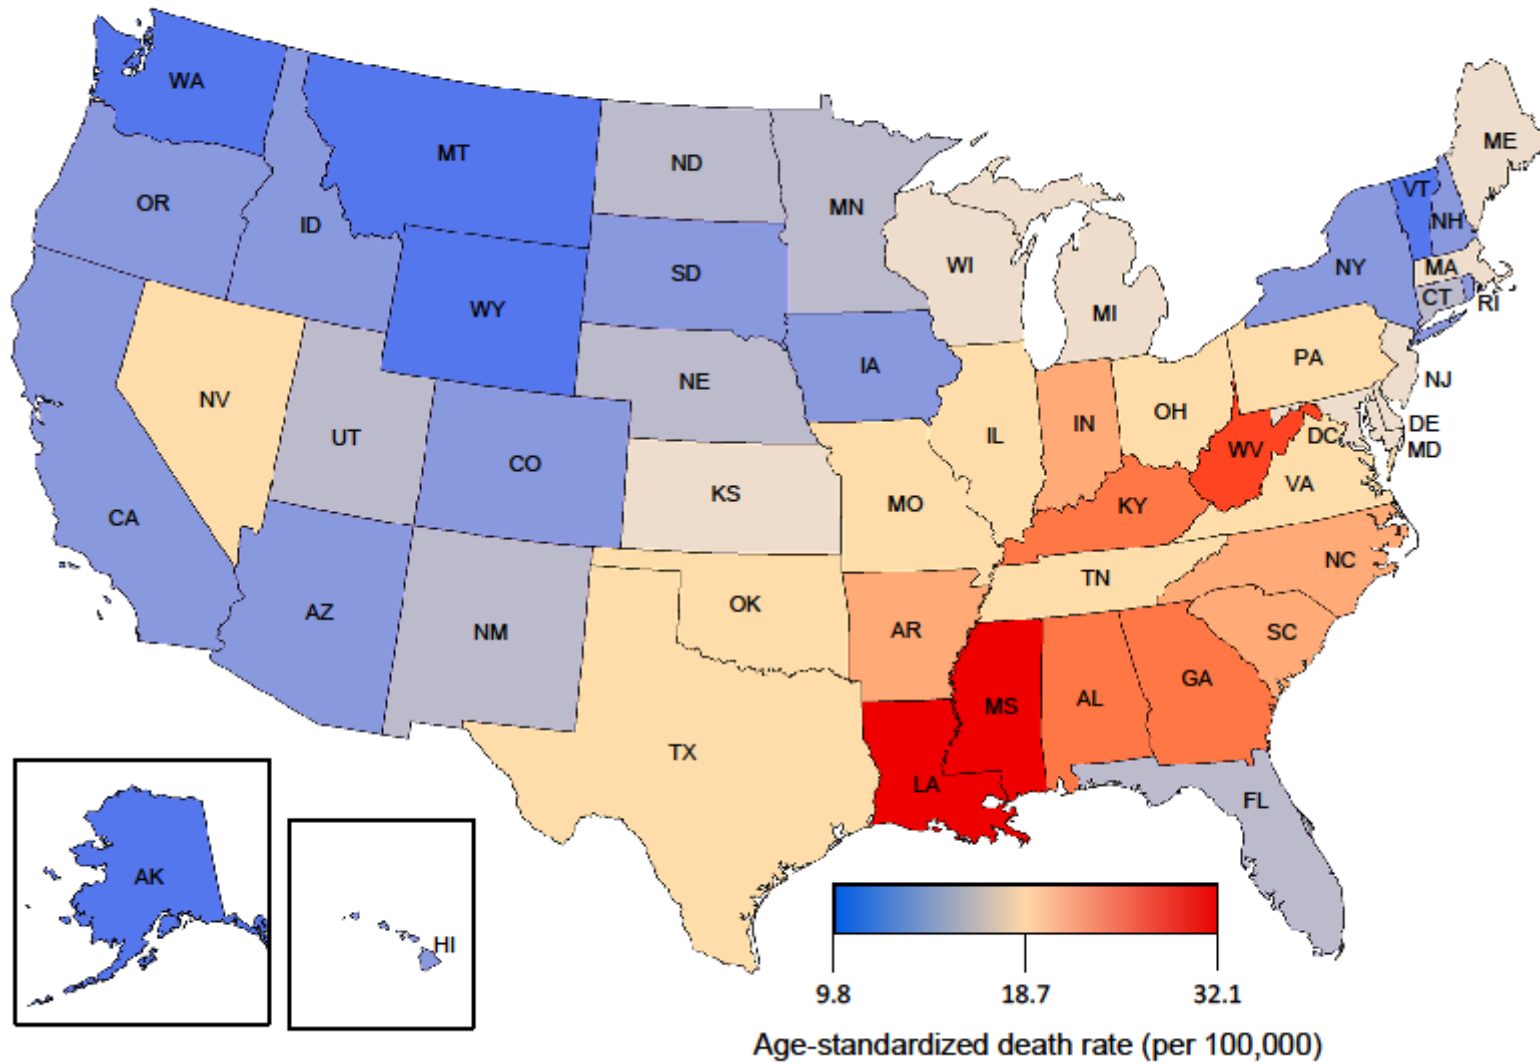 WA
MT
ND
MN
ME
OR
ID
SD
WI
MI
VT
NH
NY
MA
CT
RI
WY
IA
NE
PA
NJ
NV
UT
CO
KS
IL
IN
OH
WV
DC
DE
MD
CA
MO
KY
VA
AZ
NM
OK
AR
TN
NC
SC
TX
LA
MS
AL
GA
FL
AK
HI
9.8
18.7
32.1
Age-standardized death rate (per 100,000)